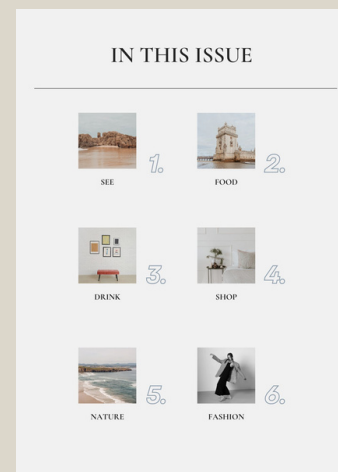 IN THIS ISSUE
1.
SEE
2.
FOOD
3.
DRINK
4.
SHOP
5.
NATURE
6.
FASHION